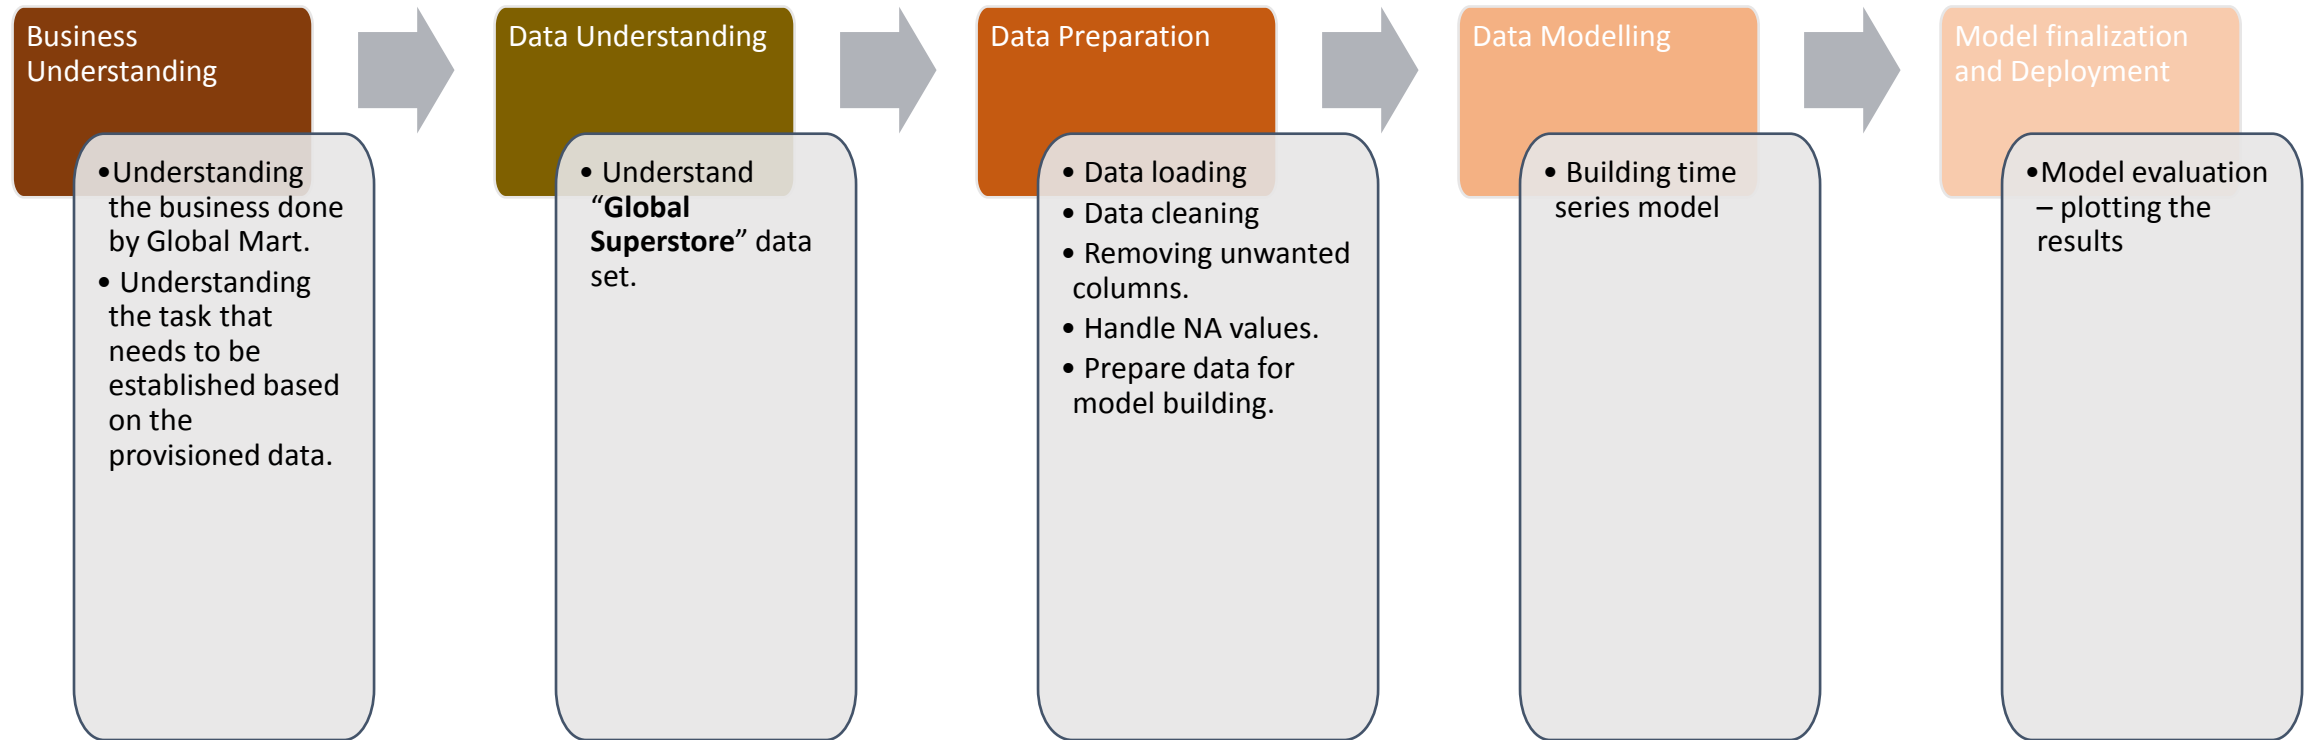 Business
Understanding
•Understanding
the business done
by Global Mart.
• Understanding
the task that
needs to be
established based
on the
provisioned data.
Data Understanding
• Understand
“Global
Superstore” data
set.
Data Preparation
• Data loading
• Data cleaning
• Removing unwanted
columns.
• Handle NA values.
• Prepare data for
model building.
Data Modelling
• Building time
series model
Model finalization
and Deployment
•Model evaluation
– plotting the
results